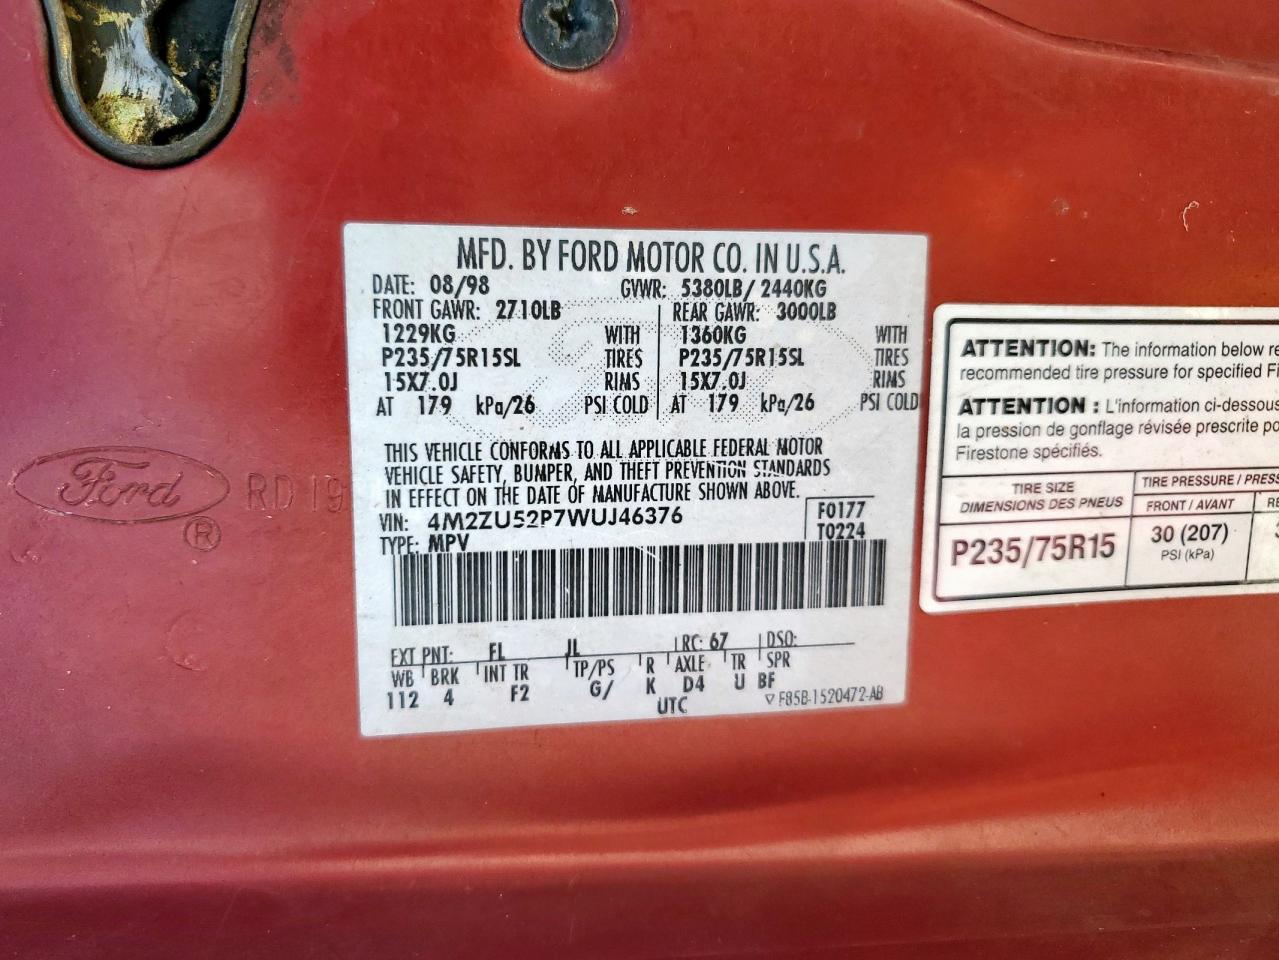 MFD. BY FORD MOTOR CO. IN U.S.A.
DATE: 08/98 GVWR: 5380LB/2440KG
FRONT GAWR: 2710LB REAR GAWR: 3000LB
1229KG WITH 1360KG WITH
P235/75R15SL TIRES P235/75R15SL TIRES
15X7.0J RIMS 15X7.0J RIMS
AT 179 kPa/26 PSI COLD AT 179 kPa/26 PSI COLD
THIS VEHICLE CONFORMS TO ALL APPLICABLE FEDERAL MOTOR
VEHICLE SAFETY, BUMPER, AND THEFT PREVENTION STANDARDS
IN EFFECT ON THE DATE OF MANUFACTURE SHOWN ABOVE.
VIN: 4M2ZU52P7WUJ46376 F0177
TYPE: MPV T0224
EXT PNT: FL JL RC: 67 DSO:
WB BRK INT TR TP/PS R AXLE TR SPR
112 4 F2 G/ K D4 U BF
UTC ▽ F85B-1520472-AB
Ford RD 19
®
ATTENTION: The information below re
recommended tire pressure for specified Fi
ATTENTION : L'information ci-dessous
la pression de gonflage révisée prescrite po
Firestone spécifiés.
TIRE SIZE TIRE PRESSURE / PRESS
DIMENSIONS DES PNEUS FRONT / AVANT
P235/75R15 30 (207)
PSI (kPa)